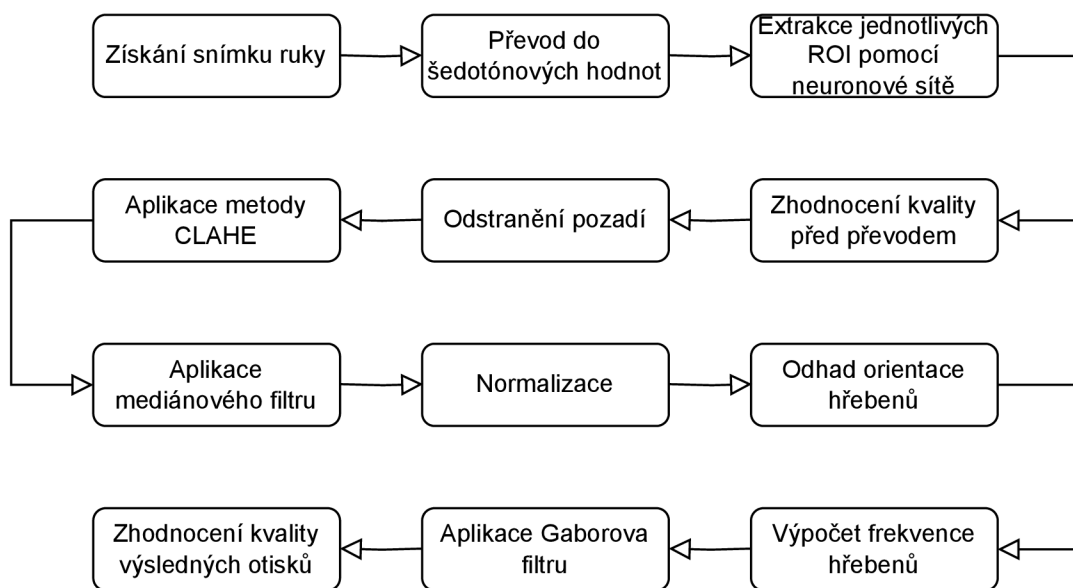 Získání snímku ruky
Převod do
šedotónových hodnot
Extrakce jednotlivých
ROI pomocí
neuronové sítě
Aplikace metody
CLAHE
Odstranění pozadí
Zhodnocení kvality
před převodem
Aplikace
mediánového filtru
Normalizace
Odhad orientace
hřebenů
Zhodnocení kvality
výsledných otisků
Aplikace Gaborova
filtru
Výpočet frekvence
hřebenů